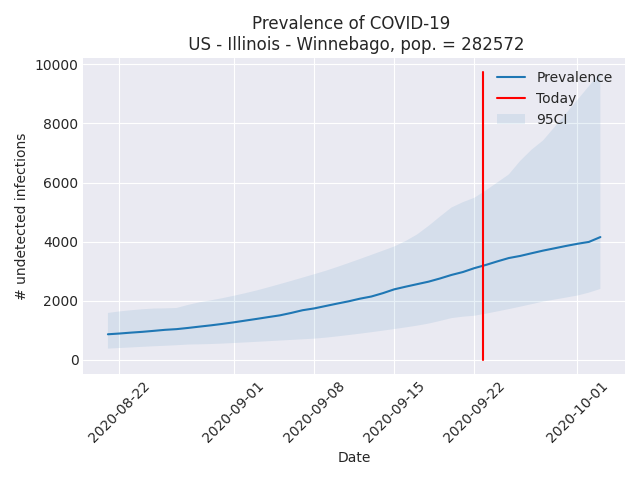 Prevalence of COVID-19
US - Illinois - Winnebago, pop. = 282572
10000
8000
6000
4000
2000
0
# undetected infections
Prevalence
Today
95CI
2020-08-22
2020-09-01
2020-09-08
2020-09-15
2020-09-22
2020-10-01
Date